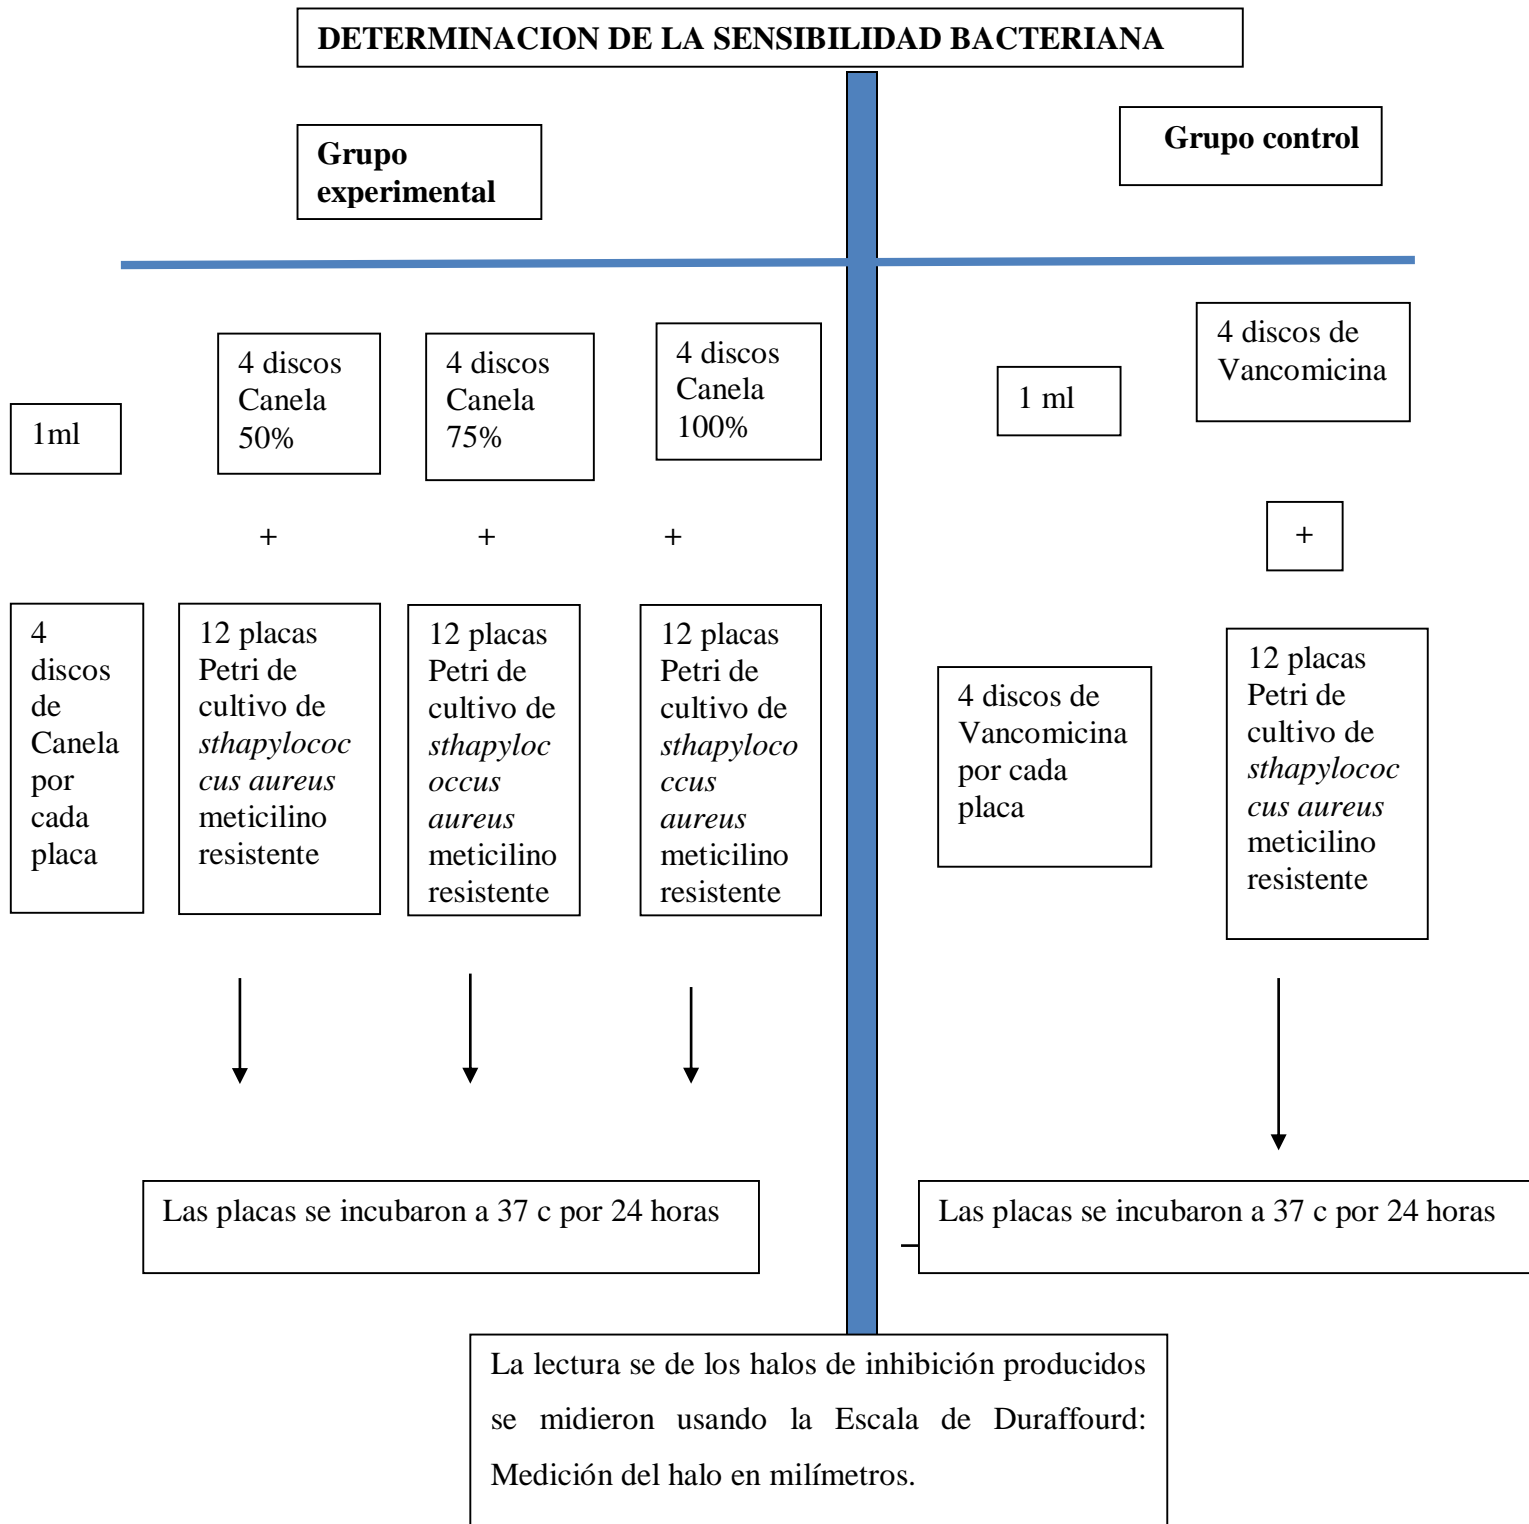 DETERMINACION DE LA SENSIBILIDAD BACTERIANA
Grupo
experimental
Grupo control
1ml
4 discos
Canela
50%
4 discos
Canela
75%
4 discos
Canela
100%
1 ml
4 discos de
Vancomicina
+
+
+
+
4
discos
de
Canela
por
cada
placa
12 placas
Petri de
cultivo de
sthapylococ
cus aureus
meticilino
resistente
12 placas
Petri de
cultivo de
sthapyloc
occus
aureus
meticilino
resistente
12 placas
Petri de
cultivo de
sthapyloco
ccus
aureus
meticilino
resistente
4 discos de
Vancomicina
por cada
placa
12 placas
Petri de
cultivo de
sthapylococ
cus aureus
meticilino
resistente
Las placas se incubaron a 37 c por 24 horas
Las placas se incubaron a 37 c por 24 horas
La lectura se de los halos de inhibición producidos
se midieron usando la Escala de Duraffourd:
Medición del halo en milímetros.